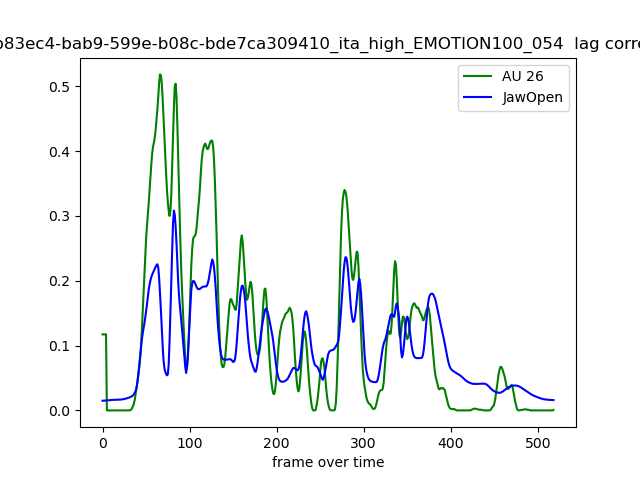 b83ec4-bab9-599e-b08c-bde7ca309410_ita_high_EMOTION100_054 lag corre
AU 26
JawOpen
0.5
0.4
0.3
0.2
0.1
0.0
0 100 200 300 400 500
frame over time